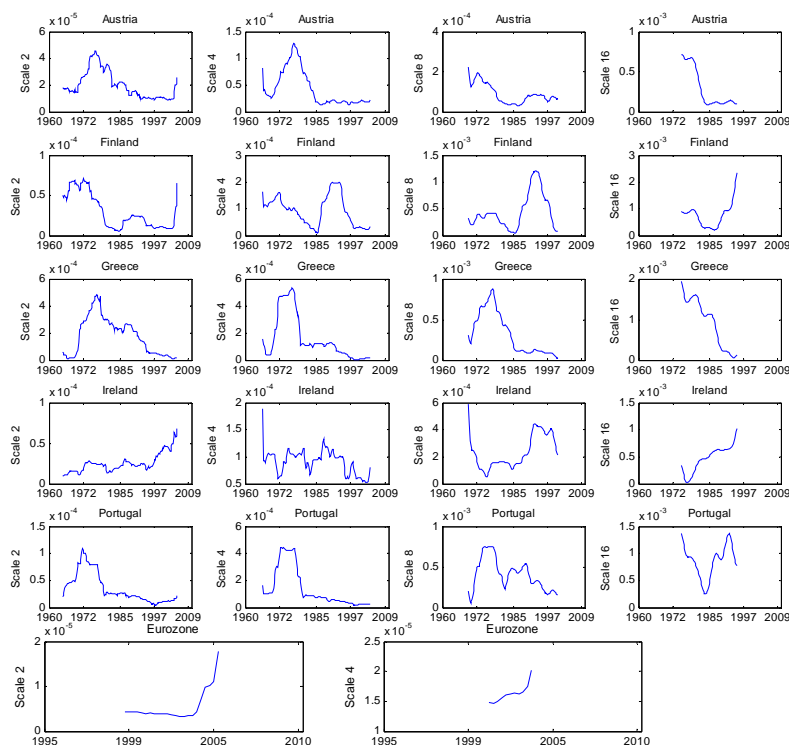 Austria
x 10^-5
Scale 2
6
4
2
0
1960 1972 1985 1997 2009
Austria
x 10^-4
Scale 4
1.5
1
0.5
0
1960 1972 1985 1997 2009
Austria
x 10^-4
Scale 8
4
2
0
1960 1972 1985 1997 2009
Austria
x 10^-3
Scale 16
1
0.5
0
1960 1972 1985 1997 2009
Finland
x 10^-4
Scale 2
1
0.5
0
1960 1972 1985 1997 2009
Finland
x 10^-4
Scale 4
3
2
1
0
1960 1972 1985 1997 2009
Finland
x 10^-3
Scale 8
1.5
1
0.5
0
1960 1972 1985 1997 2009
Finland
x 10^-3
Scale 16
3
2
1
0
1960 1972 1985 1997 2009
Greece
x 10^-4
Scale 2
6
4
2
0
1960 1972 1985 1997 2009
Greece
x 10^-4
Scale 4
6
4
2
0
1960 1972 1985 1997 2009
Greece
x 10^-3
Scale 8
1
0.5
0
1960 1972 1985 1997 2009
Greece
x 10^-3
Scale 16
2
1.5
1
0.5
0
1960 1972 1985 1997 2009
Ireland
x 10^-4
Scale 2
1
0.5
0
1960 1972 1985 1997 2009
Ireland
x 10^-4
Scale 4
2
1.5
1
0.5
1960 1972 1985 1997 2009
Ireland
x 10^-4
Scale 8
6
4
2
0
1960 1972 1985 1997 2009
Ireland
x 10^-3
Scale 16
1.5
1
0.5
0
1960 1972 1985 1997 2009
Portugal
x 10^-4
Scale 2
1.5
1
0.5
0
1960 1972 1985 1997 2009
Portugal
x 10^-4
Scale 4
6
4
2
0
1960 1972 1985 1997 2009
Portugal
x 10^-3
Scale 8
1.5
1
0.5
0
1960 1972 1985 1997 2009
Portugal
x 10^-3
Scale 16
1.5
1
0.5
0
1960 1972 1985 1997 2009
Eurozone
x 10^-5
Scale 2
2
1
0
1995 1999 2005 2010
Eurozone
x 10^-5
Scale 4
2.5
2
1.5
1
1995 1999 2005 2010